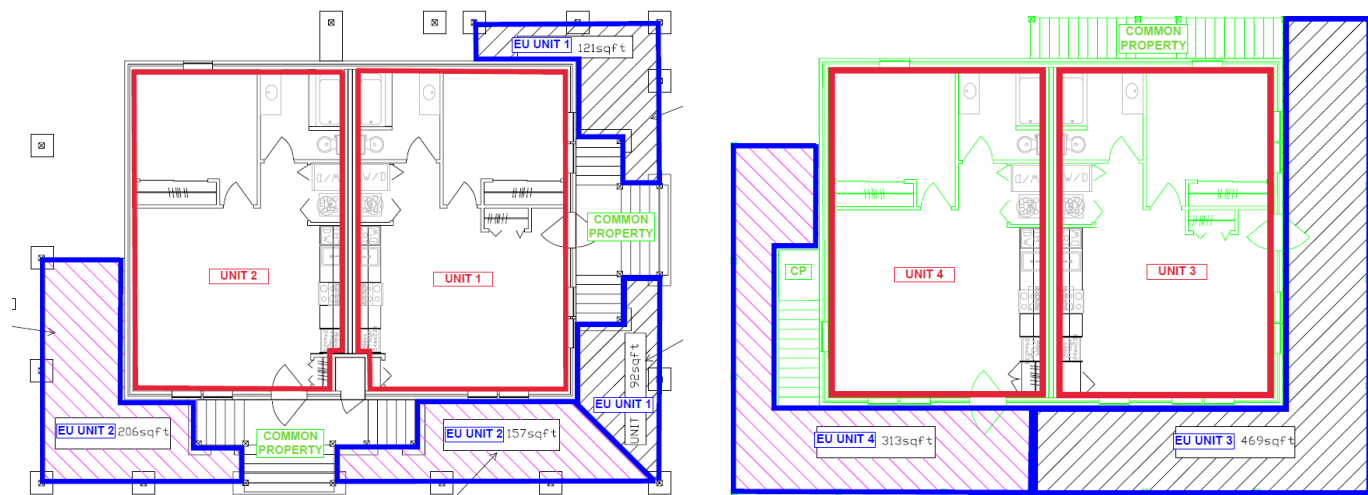 EU UNIT 1 121sqft
UNIT 2
UNIT 1
COMMON
PROPERTY
C/M
W/D
UNIT 92sqft
EU UNIT 1
EU UNIT 2 206sqft
COMMON
PROPERTY
EU UNIT 2 157sqft
COMMON
PROPERTY
C/M
W/D
CP
UNIT 4
UNIT 3
EU UNIT 4 313sqft
EU UNIT 3 469sqft